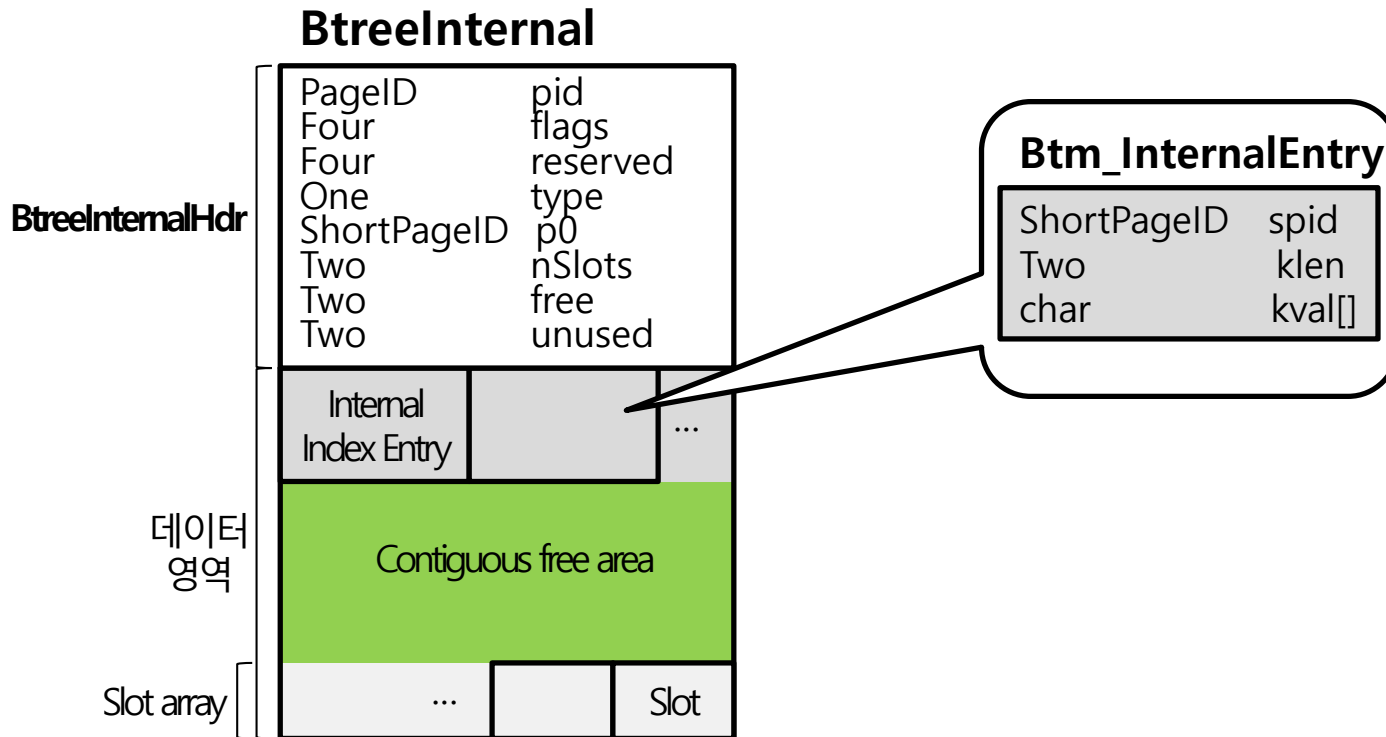 BtreeInternal
BtreeInternalHdr
PageID pid
Four flags
Four reserved
One type
ShortPageID p0
Two nSlots
Two free
Two unused
Btm_InternalEntry
ShortPageID spid
Two klen
char kval[]
Internal
Index Entry
...
데이터
영역
Contiguous free area
Slot array
...
Slot